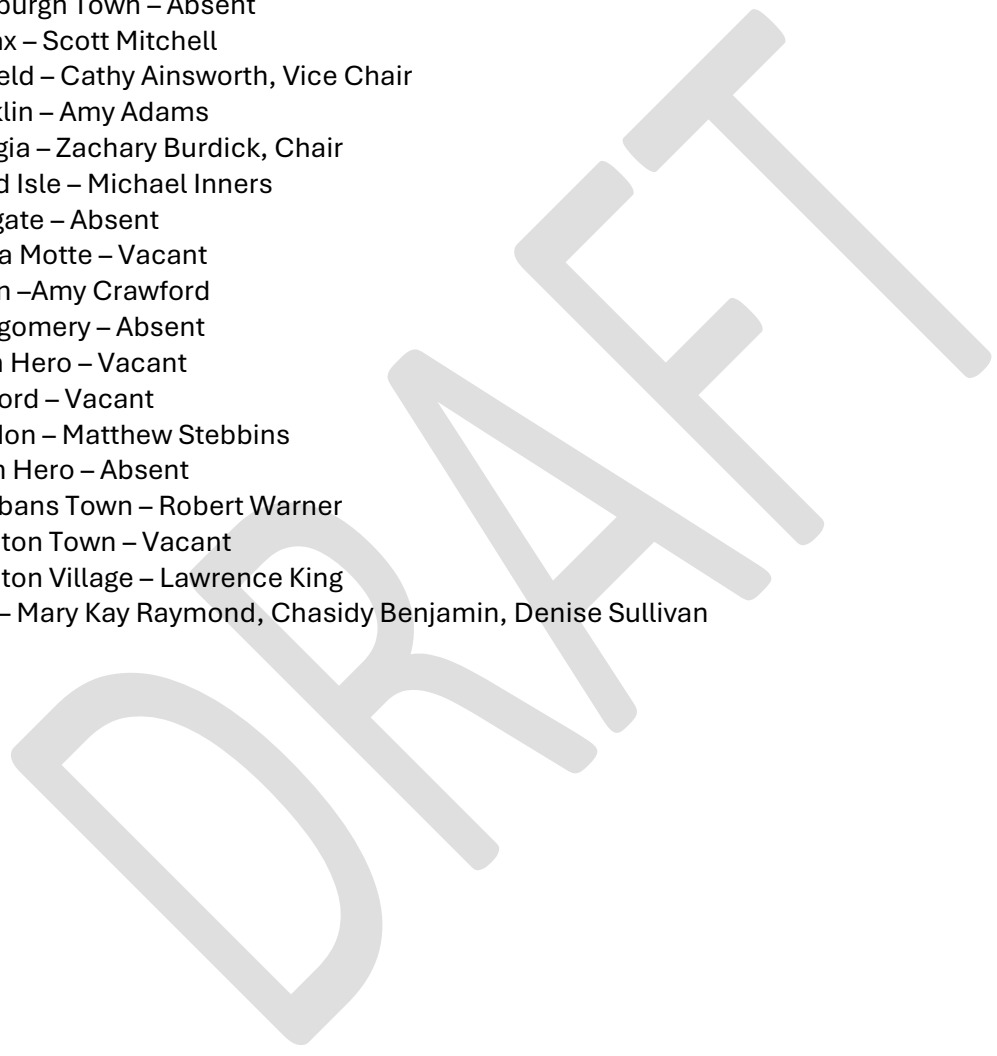 burgh Town – Absent
ax – Scott Mitchell
eld – Cathy Ainsworth, Vice Chair
klin – Amy Adams
gia – Zachary Burdick, Chair
d Isle – Michael Inners
gate – Absent
a Motte – Vacant
n –Amy Crawford
gomery – Absent
h Hero – Vacant
ord – Vacant
don – Matthew Stebbins
h Hero – Absent
bans Town – Robert Warner
ton Town – Vacant
ton Village – Lawrence King
– Mary Kay Raymond, Chasidy Benjamin, Denise Sullivan
DRAFT